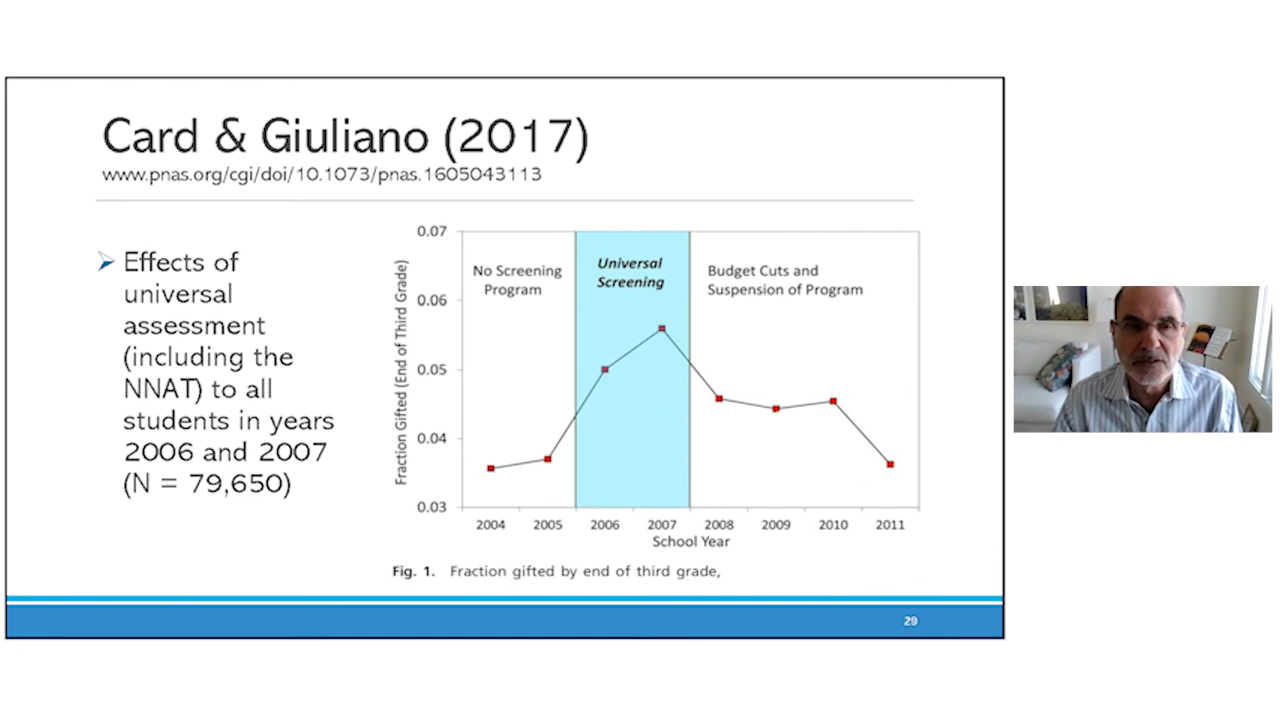 Card & Giuliano (2017)
www.pnas.org/cgi/doi/10.1073/pnas.1605043113
Effects of
universal
assessment
(including the
NNAT) to all
students in years
2006 and 2007
(N = 79,650)
Fraction Gifted (End of Third Grade)
0.07
0.06
0.05
0.04
0.03
No Screening
Program
Universal
Screening
Budget Cuts and
Suspension of Program
2004 2005 2006 2007 2008 2009 2010 2011
School Year
Fig. 1. Fraction gifted by end of third grade,
29